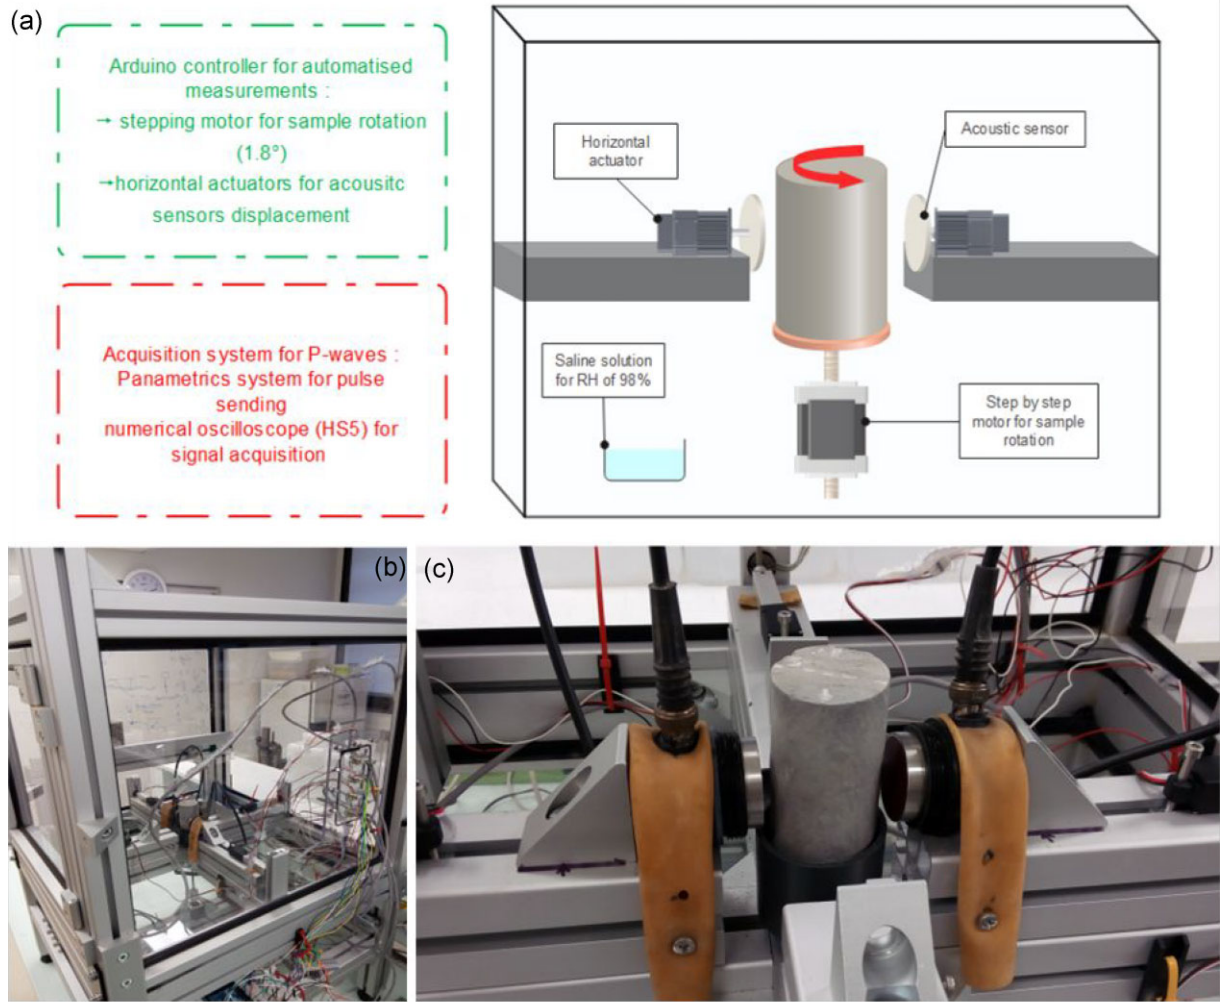 (a)
Arduino controller for automatised
measurements :
→ stepping motor for sample rotation
(1.8°)
→horizontal actuators for acousitc
sensors displacement
Acquisition system for P-waves :
Panametrics system for pulse
sending
numerical oscilloscope (HS5) for
signal acquisition
Horizontal
actuator
Acoustic sensor
Saline solution
for RH of 98%
Step by step
motor for sample
rotation
(b)
(c)